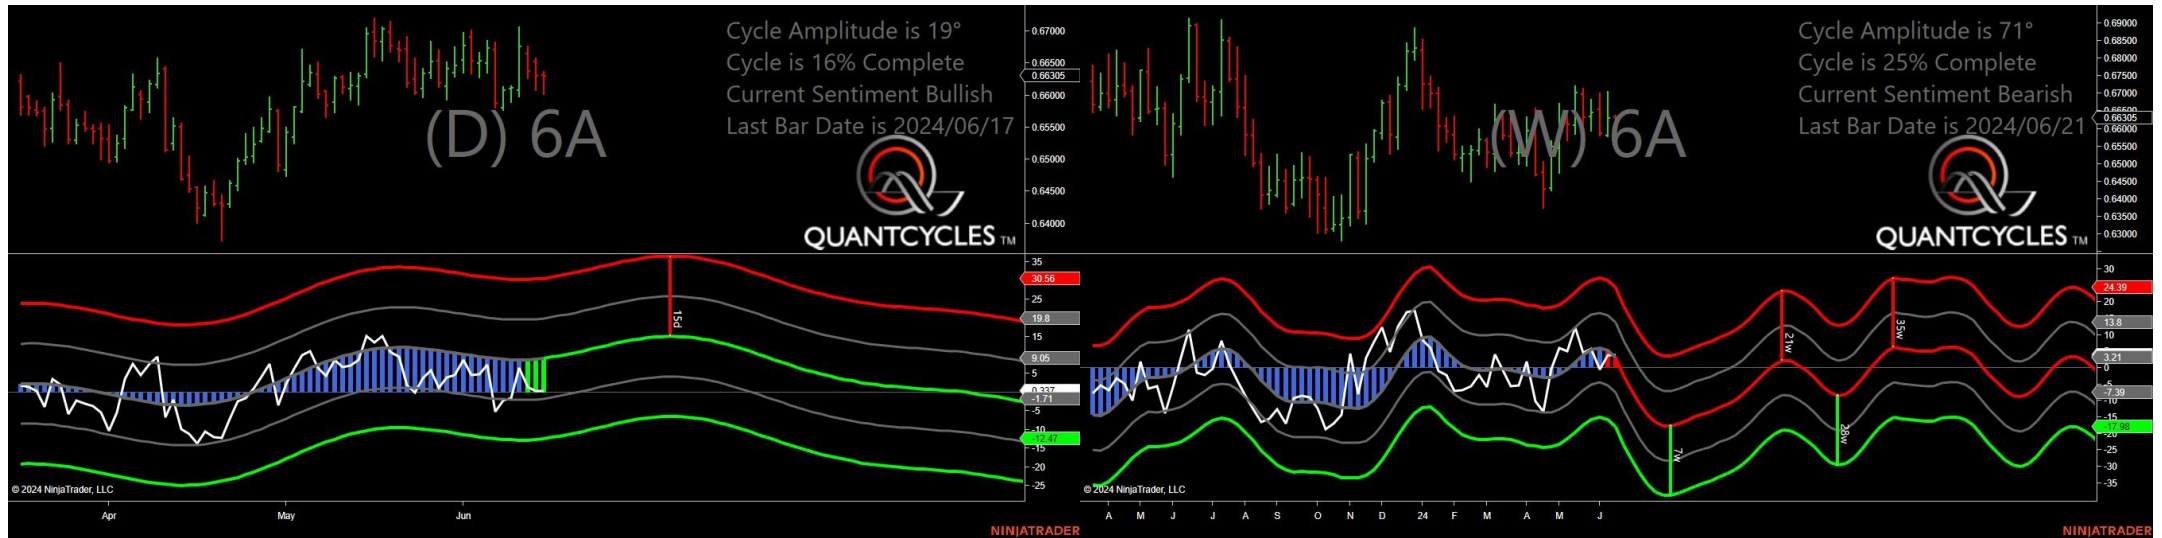 Cycle Amplitude is 19°
Cycle is 16% Complete
Current Sentiment Bullish
Last Bar Date is 2024/06/17
(D) 6A
QUANTCYCLES TM
0.67000
0.66500
0.66305
0.66000
0.65500
0.65000
0.64500
0.64000
35
30.56
25
19.8
15
9.05
5
0.337
-1.71
-5
-10
-12.47
-15
-20
-25
15d
© 2024 NinjaTrader, LLC
Apr May Jun
NINJATRADER
Cycle Amplitude is 71°
Cycle is 25% Complete
Current Sentiment Bearish
Last Bar Date is 2024/06/21
(W) 6A
QUANTCYCLES TM
0.69000
0.68500
0.68000
0.67500
0.67000
0.66500
0.66305
0.66000
0.65500
0.65000
0.64500
0.64000
0.63500
0.63000
30
24.39
20
13.8
10
3.21
0
-5
-7.39
-10
-15
-17.98
-20
-25
-30
-35
7w
21w
28w
35w
© 2024 NinjaTrader, LLC
A M J J A S O N D 24 F M A M J
NINJATRADER